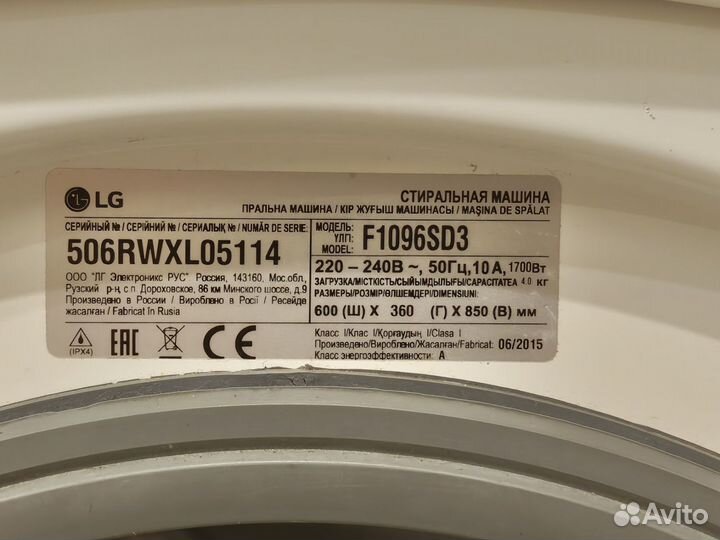 LG
СТИРАЛЬНАЯ МАШИНА
ПРАЛЬНА МАШИНА / КІР ЖУҒЫШ МАШИНАСЫ / MAŞINA DE SPĂLAT
СЕРИЙНЫЙ № / СЕРІЙНИЙ № / СЕРИАЛЫҚ № / NUMĂR DE SERIE:
506RWXL05114
МОДЕЛЬ:
ҮЛГІ:
MODEL:
F1096SD3
ООО "ЛГ Электроникс РУС" Россия, 143160, Мос.обл.,
Рузский р-н, с.п. Дороховское, 86 км Минского шоссе, д.9
Произведено в России / Вироблено в Росії / Ресейде
жасалған / Fabricat în Rusia
220 – 240В ~, 50Гц, 10А, 1700Вт
ЗАГРУЗКА/МІСТКІСТЬ/СЫЙЫМДЫЛЫҒЫ/CAPACITATEA 4.0 кг
РАЗМЕРЫ/РОЗМІР/ӨЛШЕМДЕРІ/DIMENSIUNI:
600 (Ш) X 360 (Г) X 850 (В) мм
Класс I/Клас I/Қорғаудың I/Clasa I
Произведено/Вироблено/Жасалған/Fabricat: 06/2015
Класс энергоэффективности: A
(IPX4)
EAC
CE
Avito